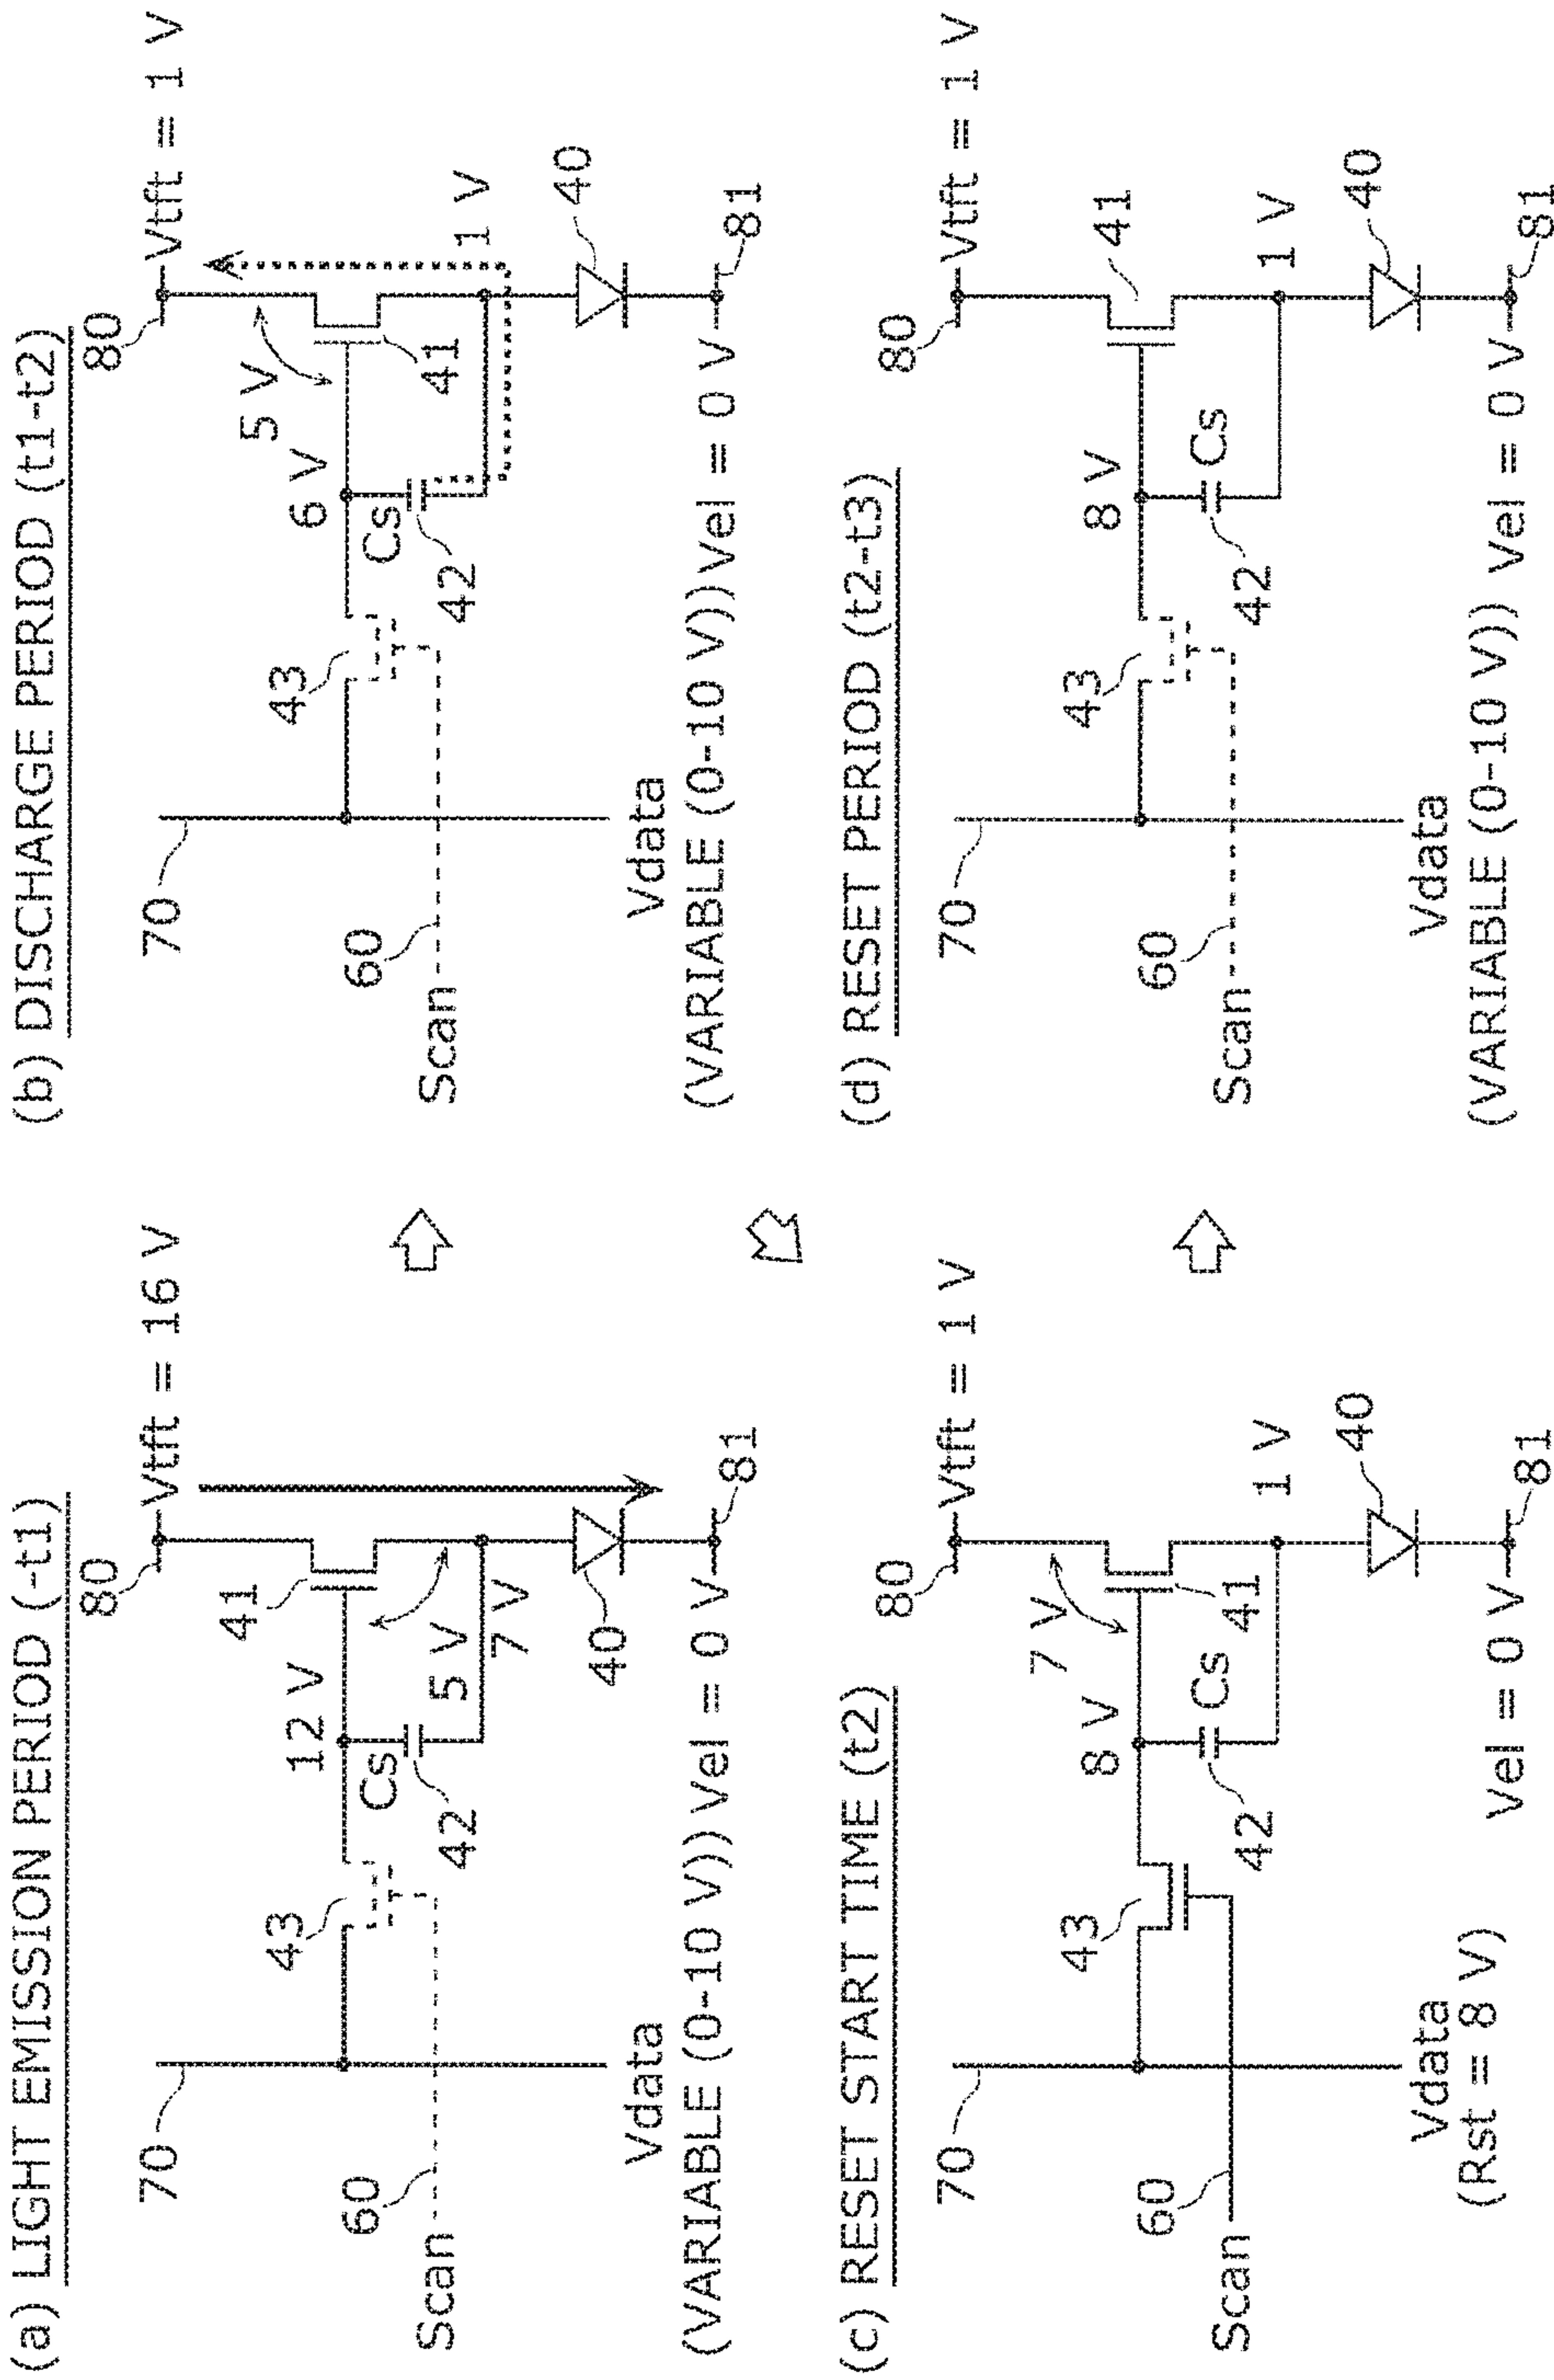 (a) LIGHT EMISSION PERIOD (-t1)
80
Vtft = 16 V
41
12 V
5 V
7 V
43
Cs
42
40
70
60
Scan
Vdata
(VARIABLE (0-10 V))
Vel = 0 V
81
(b) DISCHARGE PERIOD (t1-t2)
80
Vtft = 1 V
5 V
6 V
41
1 V
43
Cs
42
40
70
60
Scan
Vdata
(VARIABLE (0-10 V))
Vel = 0 V
81
(c) RESET START TIME (t2)
80
Vtft = 1 V
7 V
8 V
41
1 V
43
Cs
42
40
70
60
Scan
Vdata
(Rst = 8 V)
Vel = 0 V
81
(d) RESET PERIOD (t2-t3)
80
Vtft = 1 V
41
8 V
1 V
43
Cs
42
40
70
60
Scan
Vdata
(VARIABLE (0-10 V))
Vel = 0 V
81